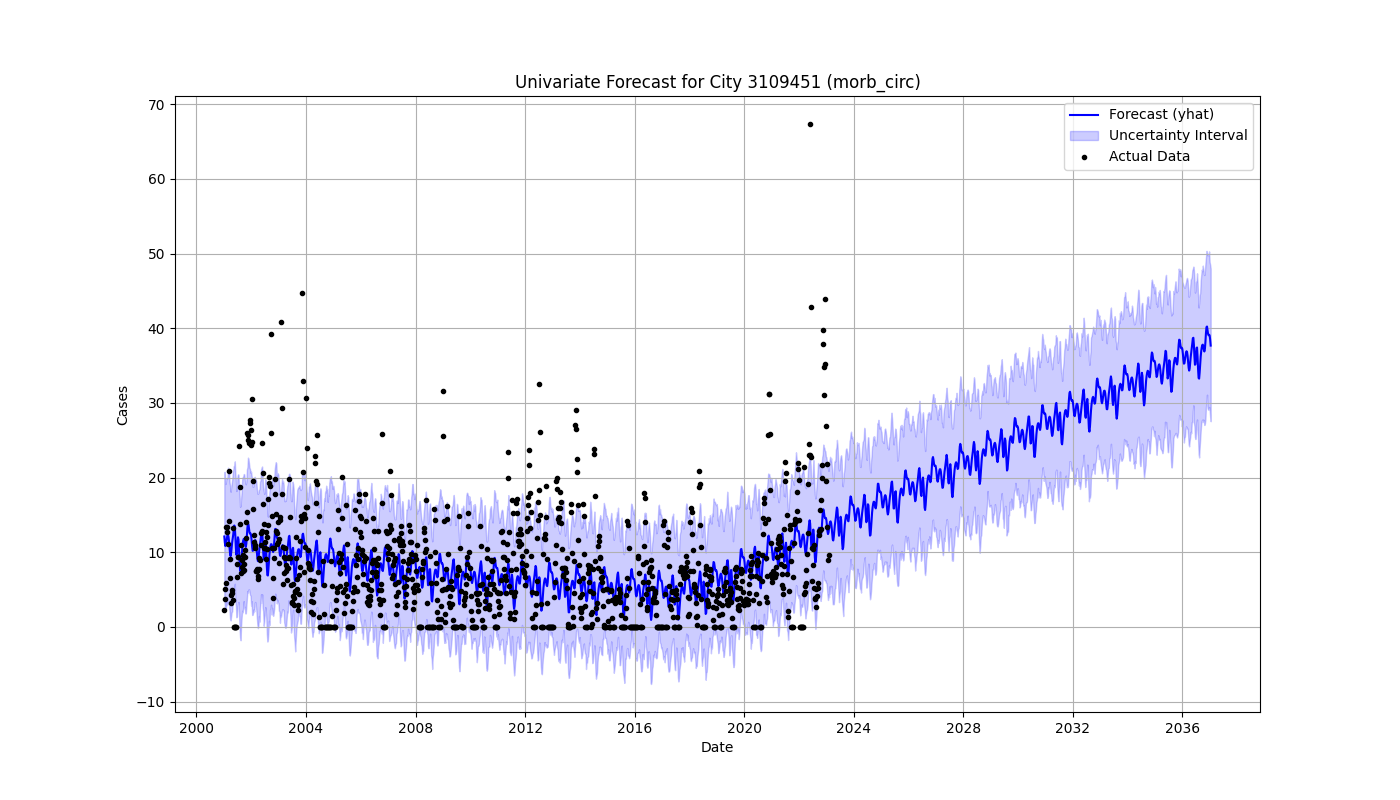 Univariate Forecast for City 3109451 (morb_circ)
Forecast (yhat)
Uncertainty Interval
Actual Data
Cases
70
60
50
40
30
20
10
0
−10
2000 2004 2008 2012 2016 2020 2024 2028 2032 2036
Date